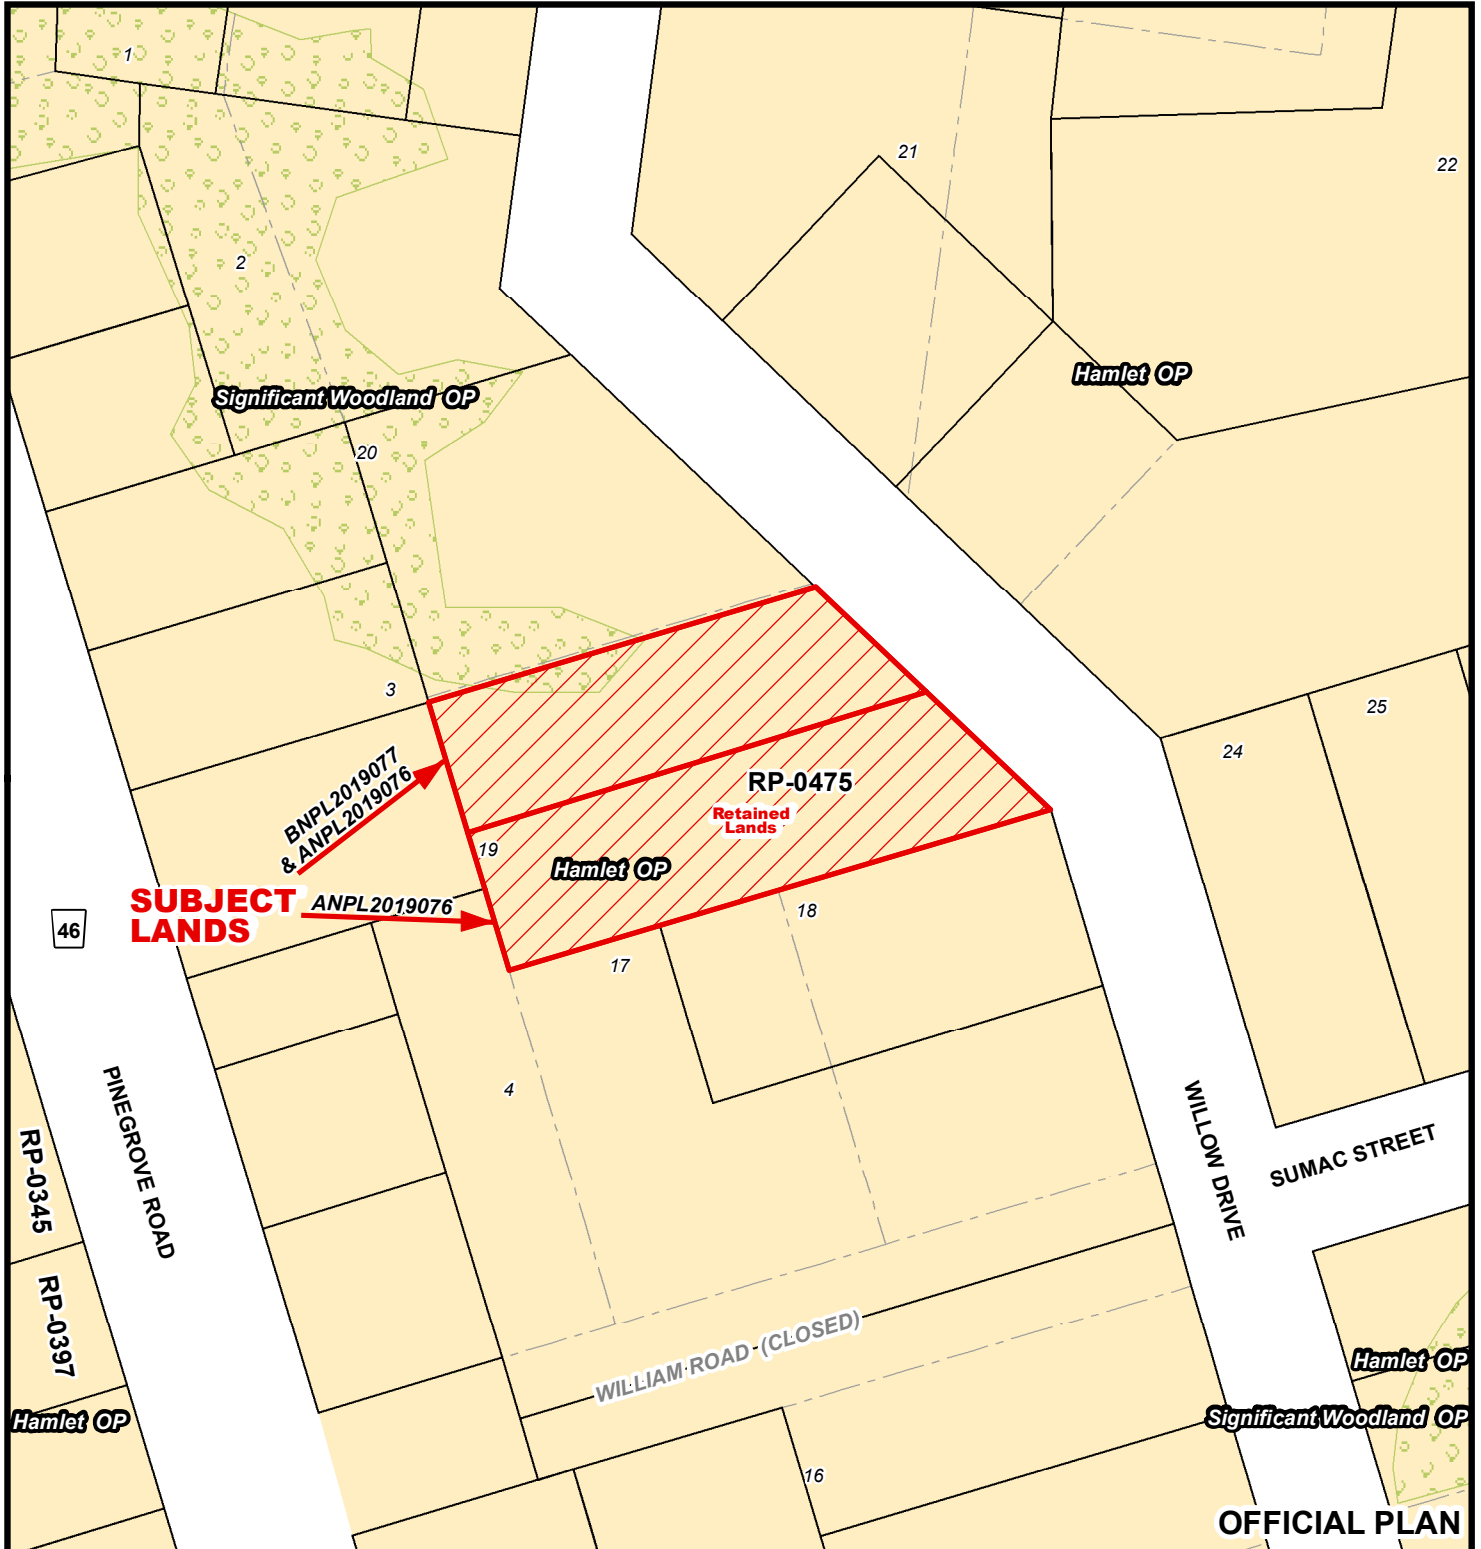 1
21
22
2
Hamlet OP
Significant Woodland OP
20
3
25
24
BNPL2019077
& ANPL2019076
RP-0475
Retained
Lands
19
Hamlet OP
SUBJECT
LANDS
ANPL2019076
18
46
17
4
PINEGROVE ROAD
WILLOW DRIVE
SUMAC STREET
RP-0345
RP-0397
WILLIAM ROAD (CLOSED)
Hamlet OP
Hamlet OP
Significant Woodland OP
16
OFFICIAL PLAN